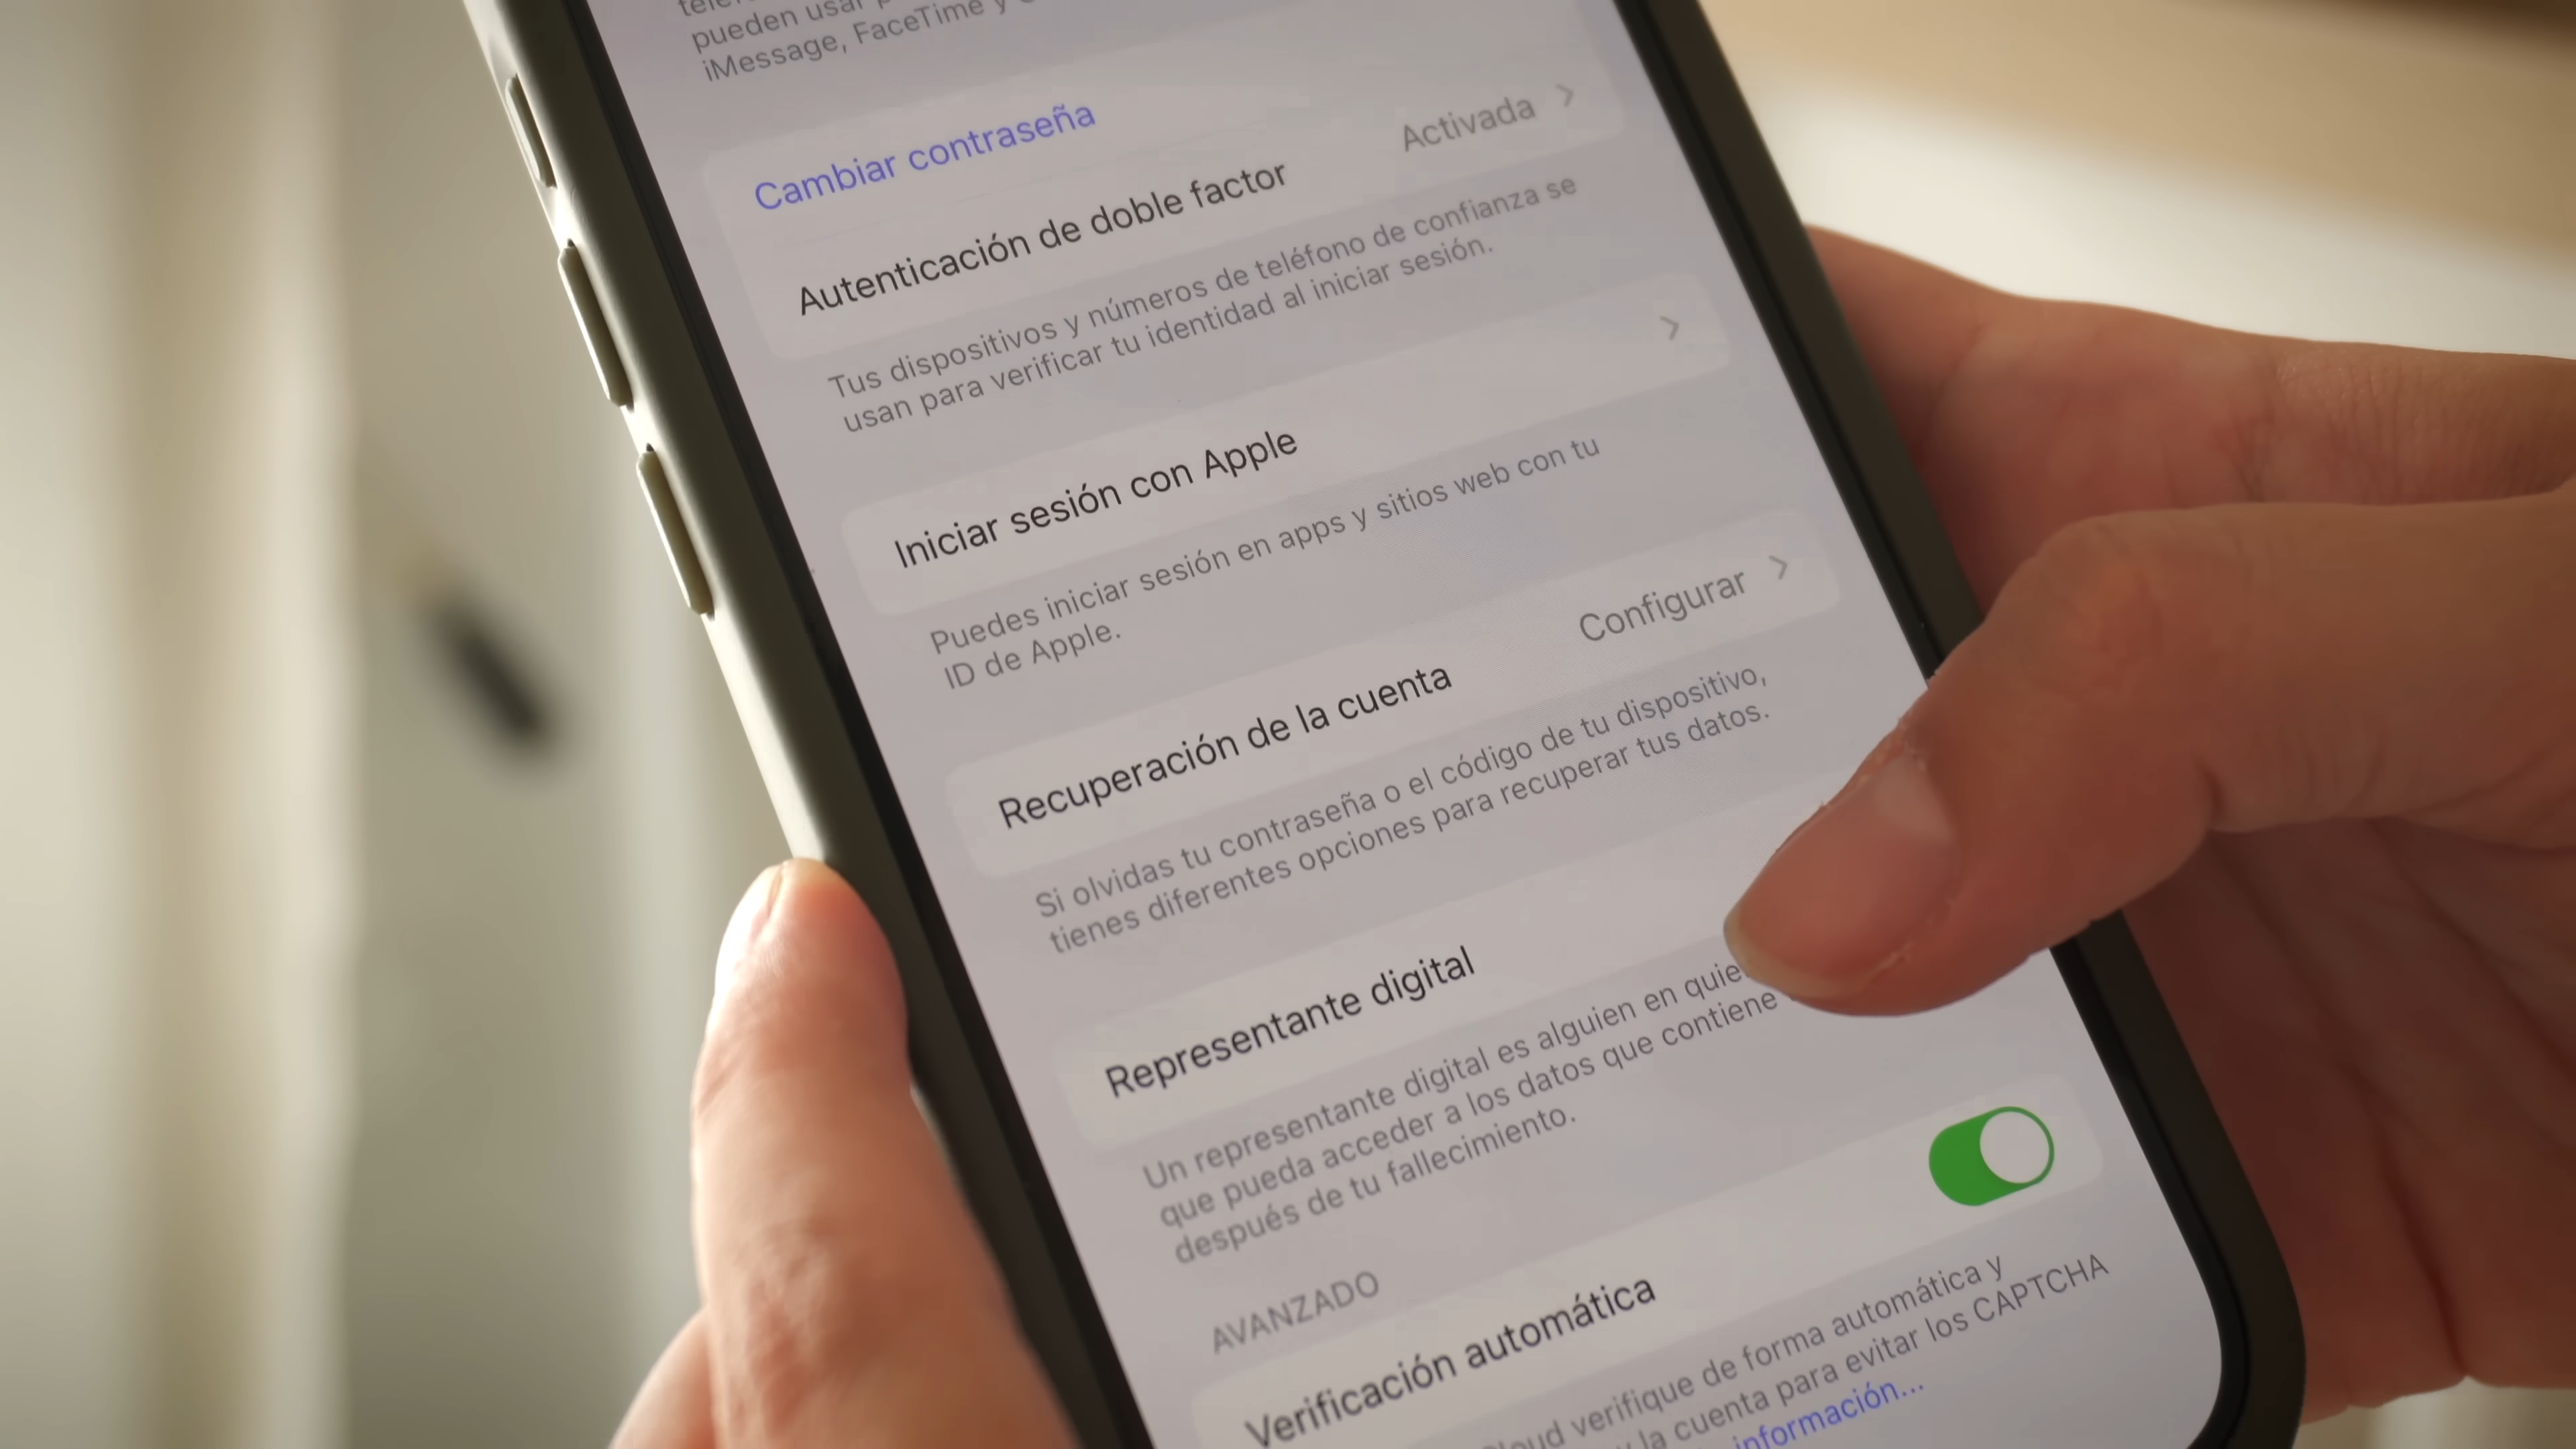 pueden usar
iMessage, FaceTime y
Cambiar contraseña
Autenticación de doble factor Activada
Tus dispositivos y números de teléfono de confianza se
usan para verificar tu identidad al iniciar sesión.
Iniciar sesión con Apple
Puedes iniciar sesión en apps y sitios web con tu
ID de Apple.
Recuperación de la cuenta Configurar
Si olvidas tu contraseña o el código de tu dispositivo,
tienes diferentes opciones para recuperar tus datos.
Representante digital
Un representante digital es alguien en
que pueda acceder a los datos que contiene
después de tu fallecimiento.
AVANZADO
Verificación automática
verifique de forma automática y
la cuenta para evitar los CAPTCHA
información...